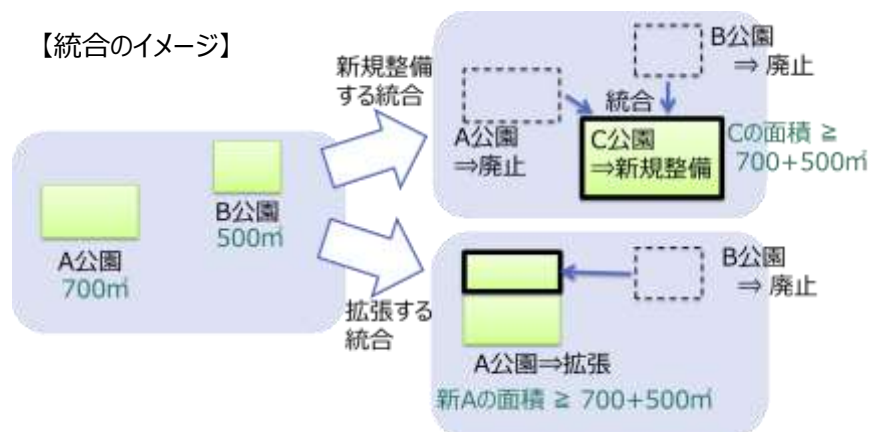 【統合のイメージ】
A公園
700㎡
B公園
500㎡
新規整備
する統合
A公園
⇒廃止
B公園
⇒ 廃止
統合
C公園
⇒新規整備
Cの面積 ≧
700+500㎡
拡張する
統合
B公園
⇒ 廃止
A公園⇒拡張
新Aの面積 ≧ 700+500㎡